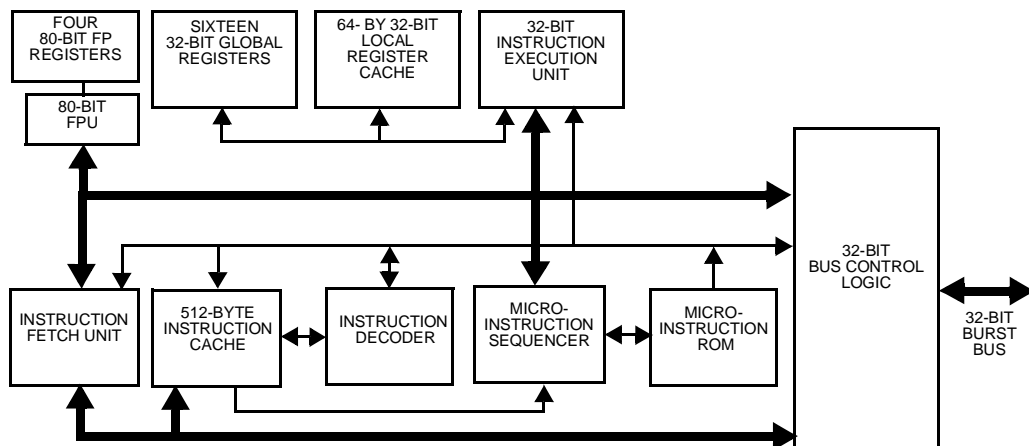 FOUR
80-BIT FP
REGISTERS
80-BIT
FPU
SIXTEEN
32-BIT GLOBAL
REGISTERS
64- BY 32-BIT
LOCAL
REGISTER
CACHE
32-BIT
INSTRUCTION
EXECUTION
UNIT
INSTRUCTION
FETCH UNIT
512-BYTE
INSTRUCTION
CACHE
INSTRUCTION
DECODER
MICRO-
INSTRUCTION
SEQUENCER
MICRO-
INSTRUCTION
ROM
32-BIT
BUS CONTROL
LOGIC
32-BIT
BURST
BUS